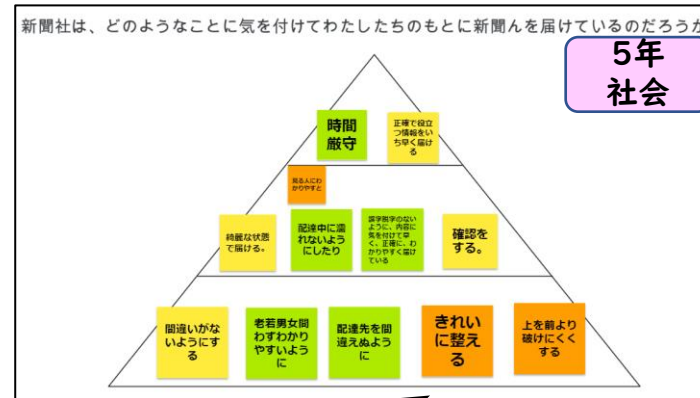 新聞社は、どのようなことに気を付けてわたしたちのもとに新聞んを届けているのだろうか
5年
社会
時間
厳守
正確で役立
つ情報をい
ち早く届け
る
見る人にわ
かりやすと
綺麗な状態
で届ける。
配達中に濡
れないよう
にしたり
誤字脱字のない
ように、内容に
気を付けて早
く、正確に、わ
かりやすく届け
ている
確認を
する。
間違いがな
いようにす
る
老若男女問
わずわかり
やすいよう
に
配達先を間
違えぬよう
に
きれい
に整え
る
上を前より
破けにくく
する